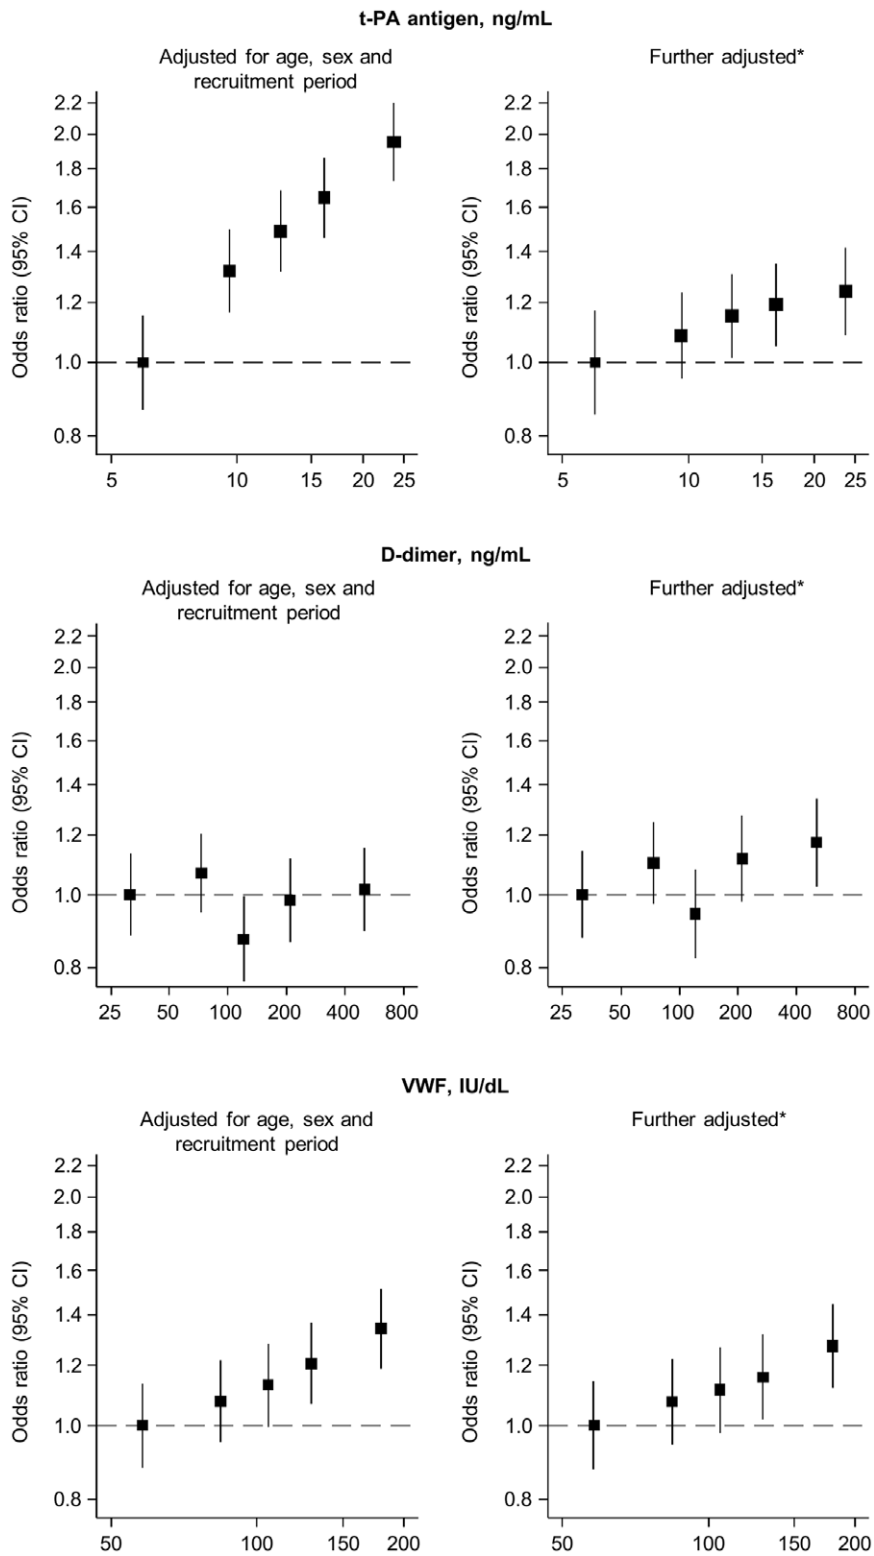 t-PA antigen, ng/mL
Adjusted for age, sex and
recruitment period
Odds ratio (95% CI)
2.2
2.0
1.8
1.6
1.4
1.2
1.0
0.8
5 10 15 20 25
Further adjusted*
Odds ratio (95% CI)
2.2
2.0
1.8
1.6
1.4
1.2
1.0
0.8
5 10 15 20 25
D-dimer, ng/mL
Adjusted for age, sex and
recruitment period
Odds ratio (95% CI)
2.2
2.0
1.8
1.6
1.4
1.2
1.0
0.8
25 50 100 200 400 800
Further adjusted*
Odds ratio (95% CI)
2.2
2.0
1.8
1.6
1.4
1.2
1.0
0.8
25 50 100 200 400 800
VWF, IU/dL
Adjusted for age, sex and
recruitment period
Odds ratio (95% CI)
2.2
2.0
1.8
1.6
1.4
1.2
1.0
0.8
50 100 150 200
Further adjusted*
Odds ratio (95% CI)
2.2
2.0
1.8
1.6
1.4
1.2
1.0
0.8
50 100 150 200